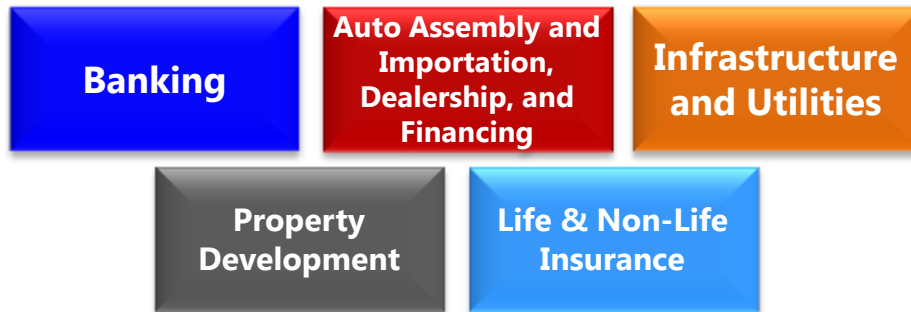 Banking
Auto Assembly and
Importation,
Dealership, and
Financing
Infrastructure
and Utilities
Property
Development
Life & Non-Life
Insurance